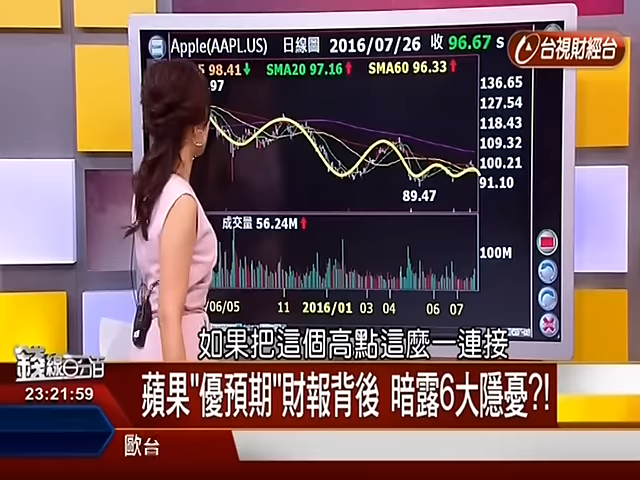 Apple(AAPL.US) 日線圖 2016/07/26 收 96.67 s
台視財經台
5 98.41↓ SMA20 97.16↑ SMA60 96.33↑
97
136.65
127.54
118.43
109.32
100.21
91.10
89.47
成交量 56.24M↑
100M
/06/05 11 2016/01 03 04 06 07
如果把這個高點這麼一連接
錢線百分百
23:21:59
蘋果"優預期"財報背後 暗露6大隱憂?!
歐台